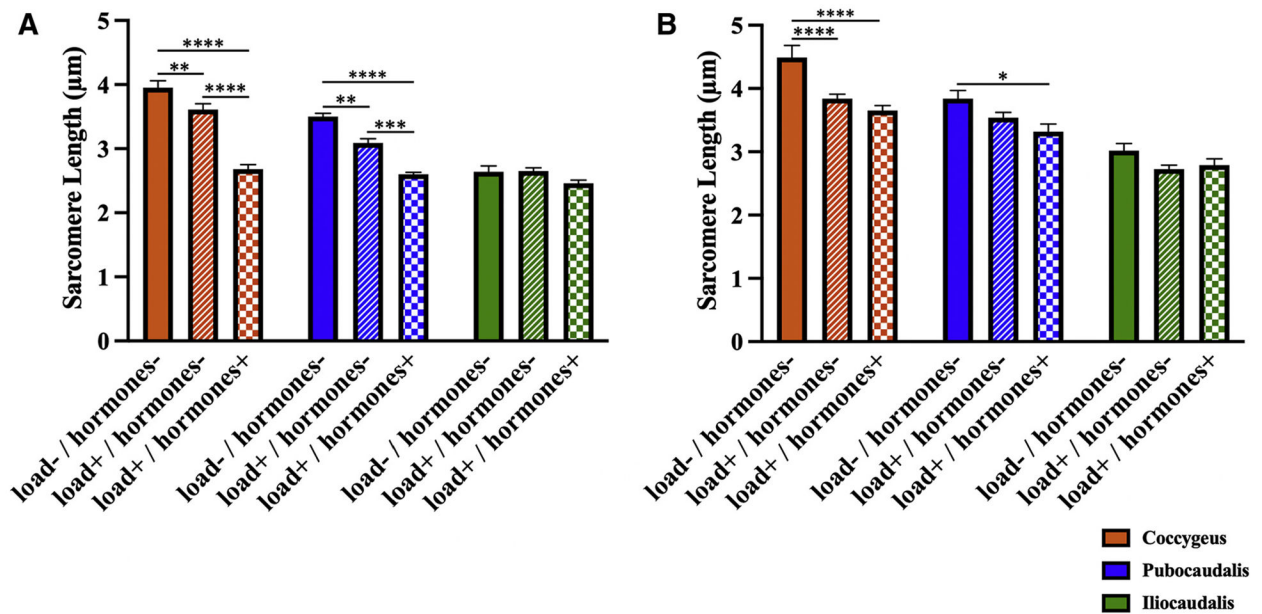 A
Sarcomere Length (μm)
5
4
3
2
1
0
****
**
****
****
**
***
load- / hormones-
load+ / hormones-
load+ / hormones+
load- / hormones-
load+ / hormones-
load+ / hormones+
load- / hormones-
load+ / hormones-
load+ / hormones+
B
Sarcomere Length (μm)
5
4
3
2
1
0
****
****
*
load- / hormones-
load+ / hormones-
load+ / hormones+
load- / hormones-
load+ / hormones-
load+ / hormones+
load- / hormones-
load+ / hormones-
load+ / hormones+
Coccygeus
Pubocaudalis
Iliocaudalis